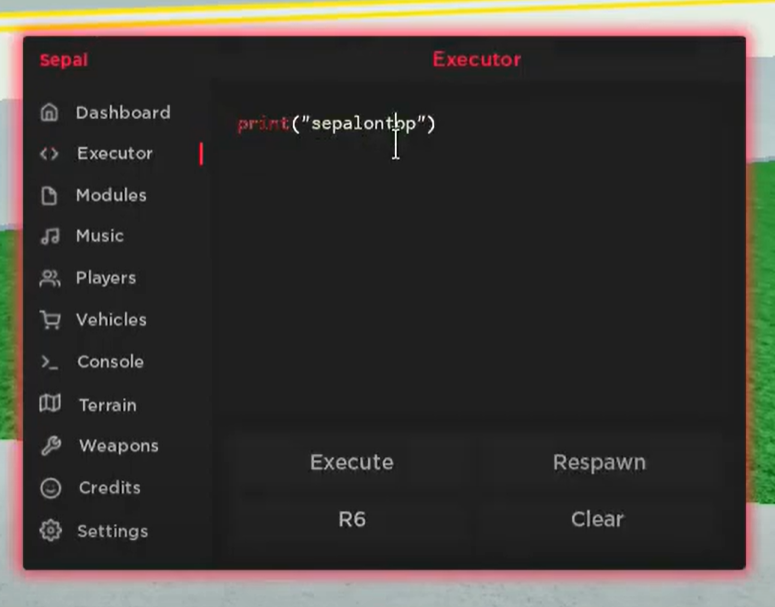 Sepal
Executor
Dashboard
Executor
Modules
Music
Players
Vehicles
Console
Terrain
Weapons
Credits
Settings
print("sepalontop")
Execute
Respawn
R6
Clear